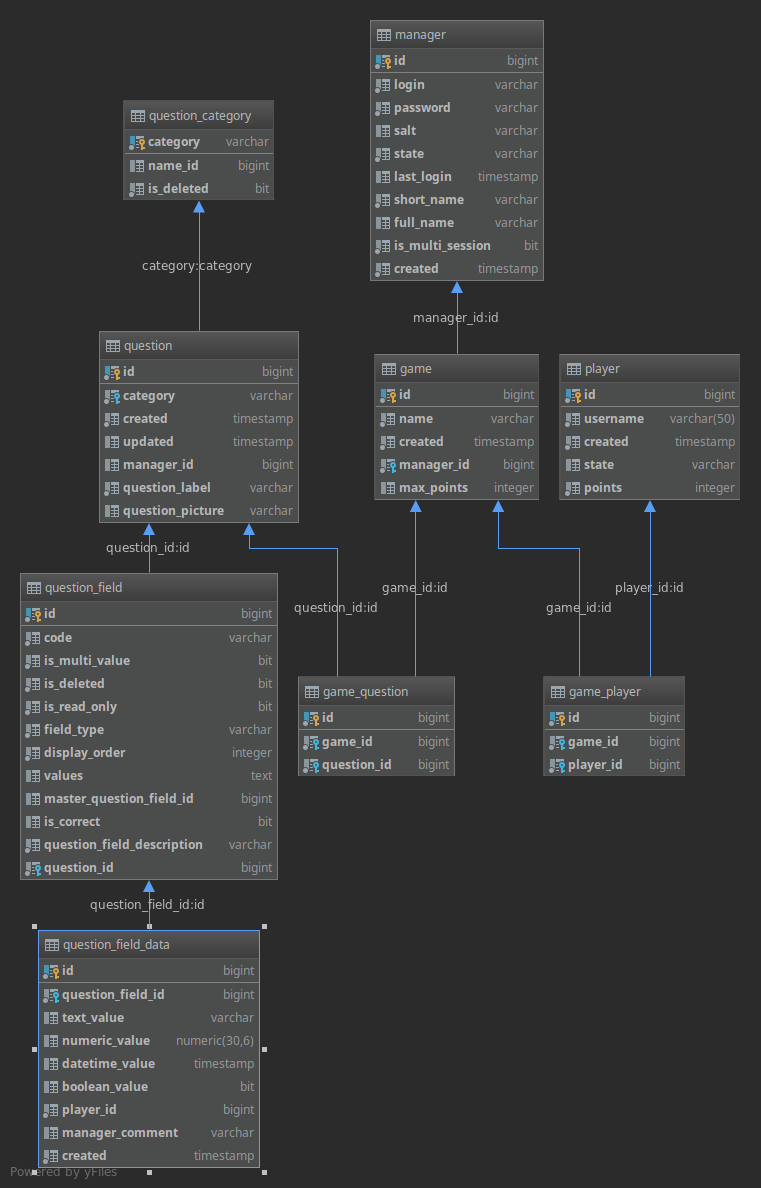 manager
id bigint
login varchar
password varchar
salt varchar
state varchar
last_login timestamp
short_name varchar
full_name varchar
is_multi_session bit
created timestamp
question_category
category varchar
name_id bigint
is_deleted bit
category:category
manager_id:id
question
id bigint
category varchar
created timestamp
updated timestamp
manager_id bigint
question_label varchar
question_picture varchar
game
id bigint
name varchar
created timestamp
manager_id bigint
max_points integer
player
id bigint
username varchar(50)
created timestamp
state varchar
points integer
question_id:id
question_id:id
game_id:id
game_id:id
player_id:id
question_field
id bigint
code varchar
is_multi_value bit
is_deleted bit
is_read_only bit
field_type varchar
display_order integer
values text
master_question_field_id bigint
is_correct bit
question_field_description varchar
question_id bigint
game_question
id bigint
game_id bigint
question_id bigint
game_player
id bigint
game_id bigint
player_id bigint
question_field_id:id
question_field_data
id bigint
question_field_id bigint
text_value varchar
numeric_value numeric(30,6)
datetime_value timestamp
boolean_value bit
player_id bigint
manager_comment varchar
created timestamp
Powered by yFiles